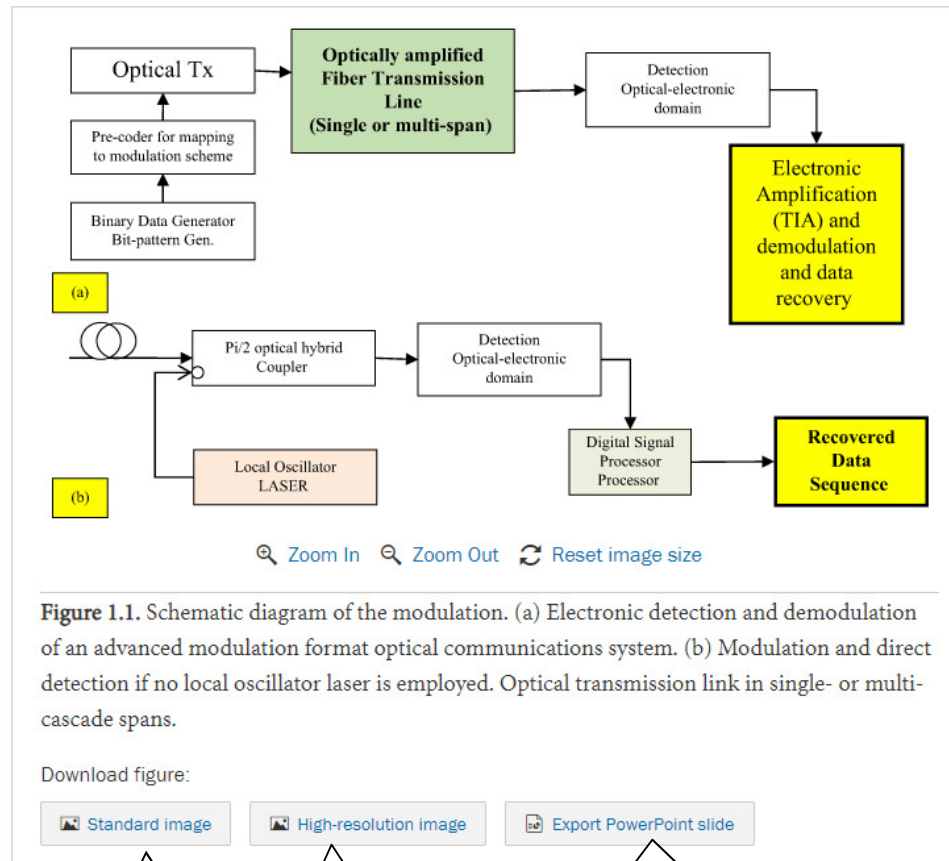 Optical Tx
Optically amplified
Fiber Transmission
Line
(Single or multi-span)
Detection
Optical-electronic
domain
Pre-coder for mapping
to modulation scheme
Electronic
Amplification
(TIA) and
demodulation
and data
recovery
Binary Data Generator
Bit-pattern Gen.
(a)
Pi/2 optical hybrid
Coupler
Detection
Optical-electronic
domain
Local Oscillator
LASER
Digital Signal
Processor
Processor
Recovered
Data
Sequence
(b)
Zoom In Zoom Out Reset image size
Figure 1.1. Schematic diagram of the modulation. (a) Electronic detection and demodulation
of an advanced modulation format optical communications system. (b) Modulation and direct
detection if no local oscillator laser is employed. Optical transmission link in single- or multi-
cascade spans.
Download figure:
Standard image High-resolution image Export PowerPoint slide